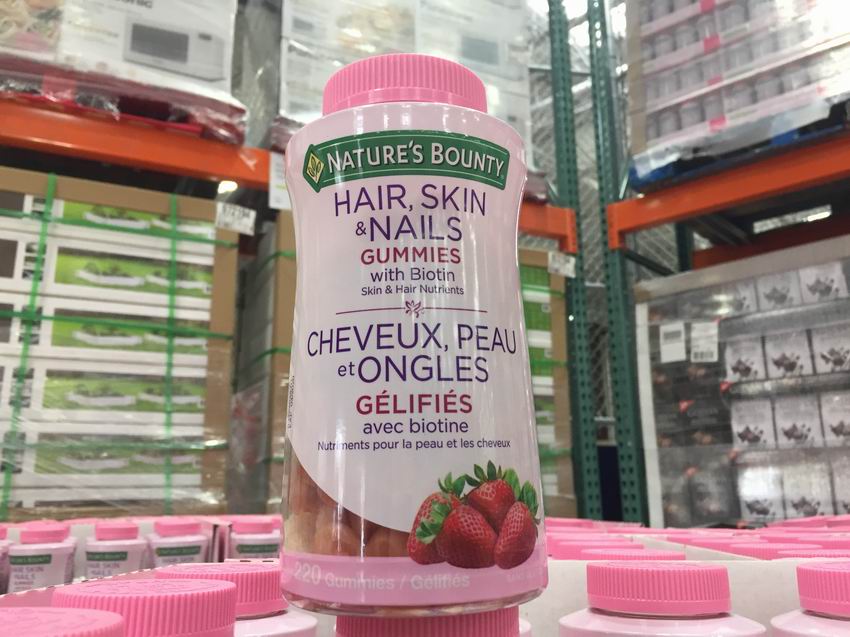 NATURE'S BOUNTY
HAIR, SKIN
& NAILS
GUMMIES
with Biotin
Skin & Hair Nutrients
CHEVEUX, PEAU
et ONGLES
GÉLIFIÉS
avec biotine
Nutriments pour la peau et les cheveux
220 Gummies / Gélifiés